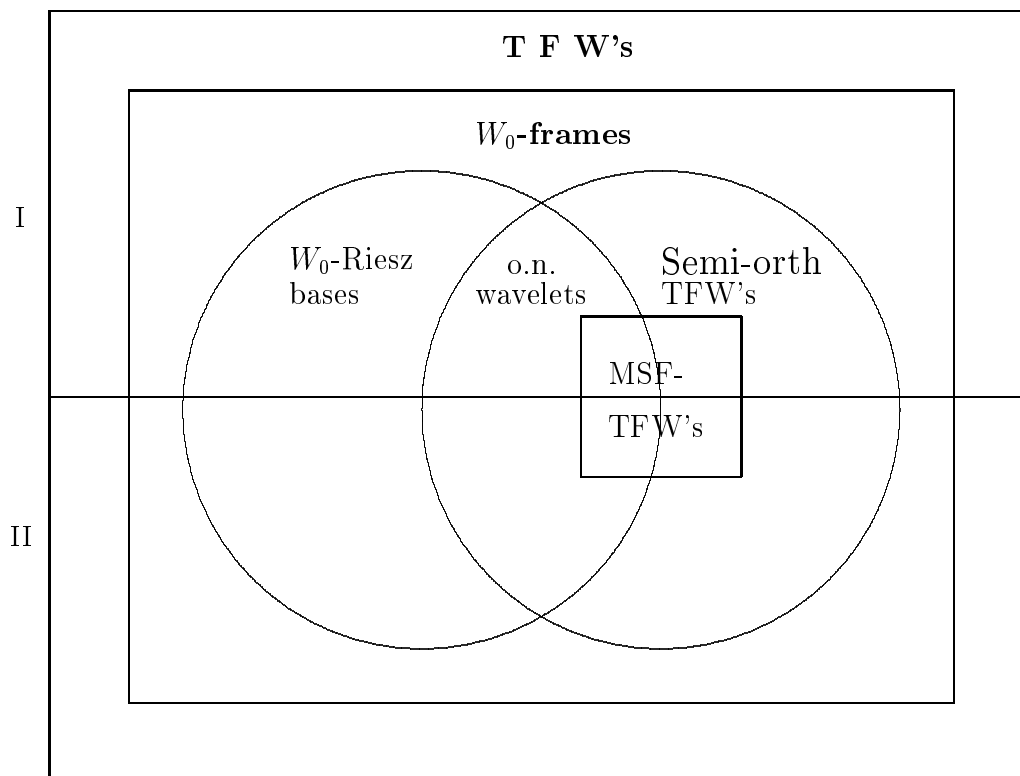 T F W's
W₀-frames
I
W₀-Riesz
bases
o.n.
wavelets
Semi-orth
TFW's
MSF-
TFW's
II